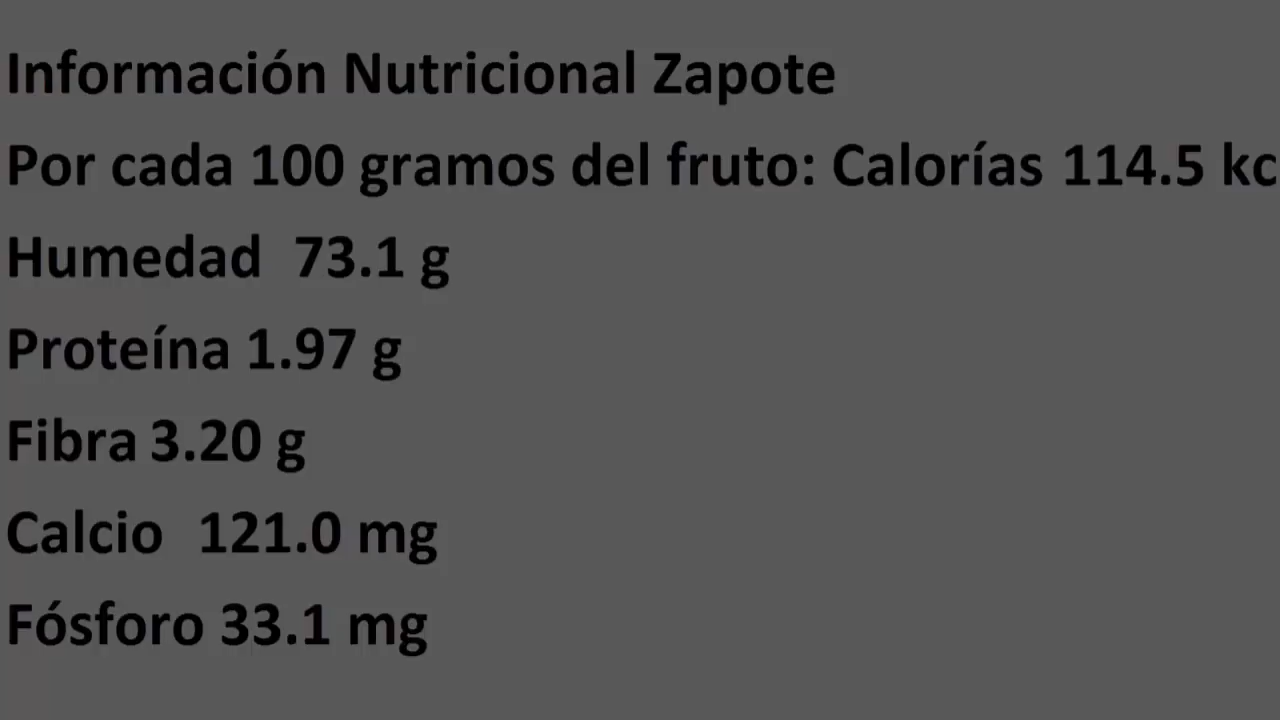 Información Nutricional Zapote
Por cada 100 gramos del fruto: Calorías 114.5 kc
Humedad 73.1 g
Proteína 1.97 g
Fibra 3.20 g
Calcio 121.0 mg
Fósforo 33.1 mg